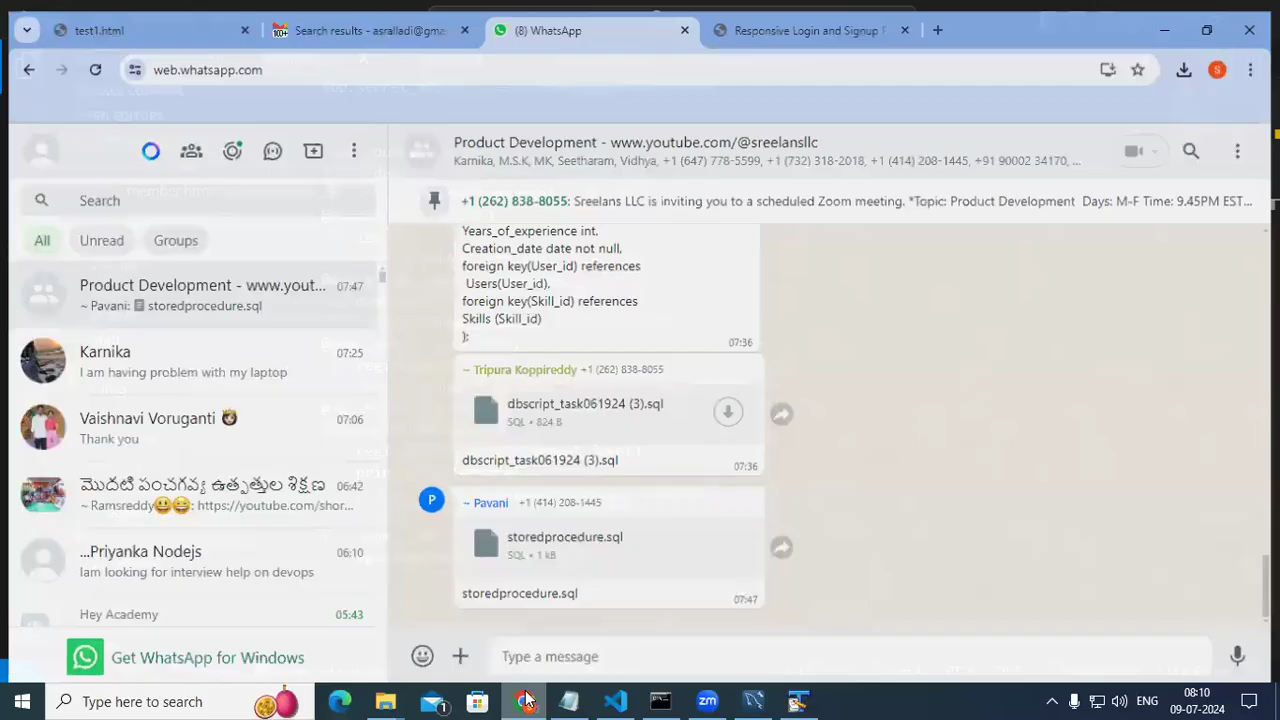 test1.html
Search results - asralladi@gma
(8) WhatsApp
Responsive Login and Signup F
web.whatsapp.com
Product Development - www.youtube.com/@sreelansllc
Karnika, M.S.K, MK, Seetharam, Vidhya, +1 (647) 778-5599, +1 (732) 318-2018, +1 (414) 208-1445, +91 90002 34170, ...
Search
+1 (262) 838-8055: Sreelans LLC is inviting you to a scheduled Zoom meeting. *Topic: Product Development Days: M-F Time: 9.45PM EST...
All
Unread
Groups
Years_of_experience int,
Creation_date date not null,
foreign key(User_id) references
Users(User_id),
foreign key(Skill_id) references
Skills (Skill_id)
);
07:36
Product Development - www.yout...
07:47
~ Pavani: storedprocedure.sql
Karnika
07:25
I am having problem with my laptop
~ Tripura Koppireddy +1 (262) 838-8055
dbscript_task061924 (3).sql
SQL • 824 B
dbscript_task061924 (3).sql
07:36
Vaishnavi Voruganti
07:06
Thank you
మొదటి పంచగవ్య ఉత్పత్తుల శిక్షణ
06:42
~ Ramsreddy😃😂: https://youtube.com/shor...
P
~ Pavani +1 (414) 208-1445
storedprocedure.sql
SQL • 1 kB
storedprocedure.sql
07:47
...Priyanka Nodejs
06:10
Iam looking for interview help on devops
Hey Academy
05:43
Get WhatsApp for Windows
Type a message
Type here to search
ENG
08:10
09-07-2024